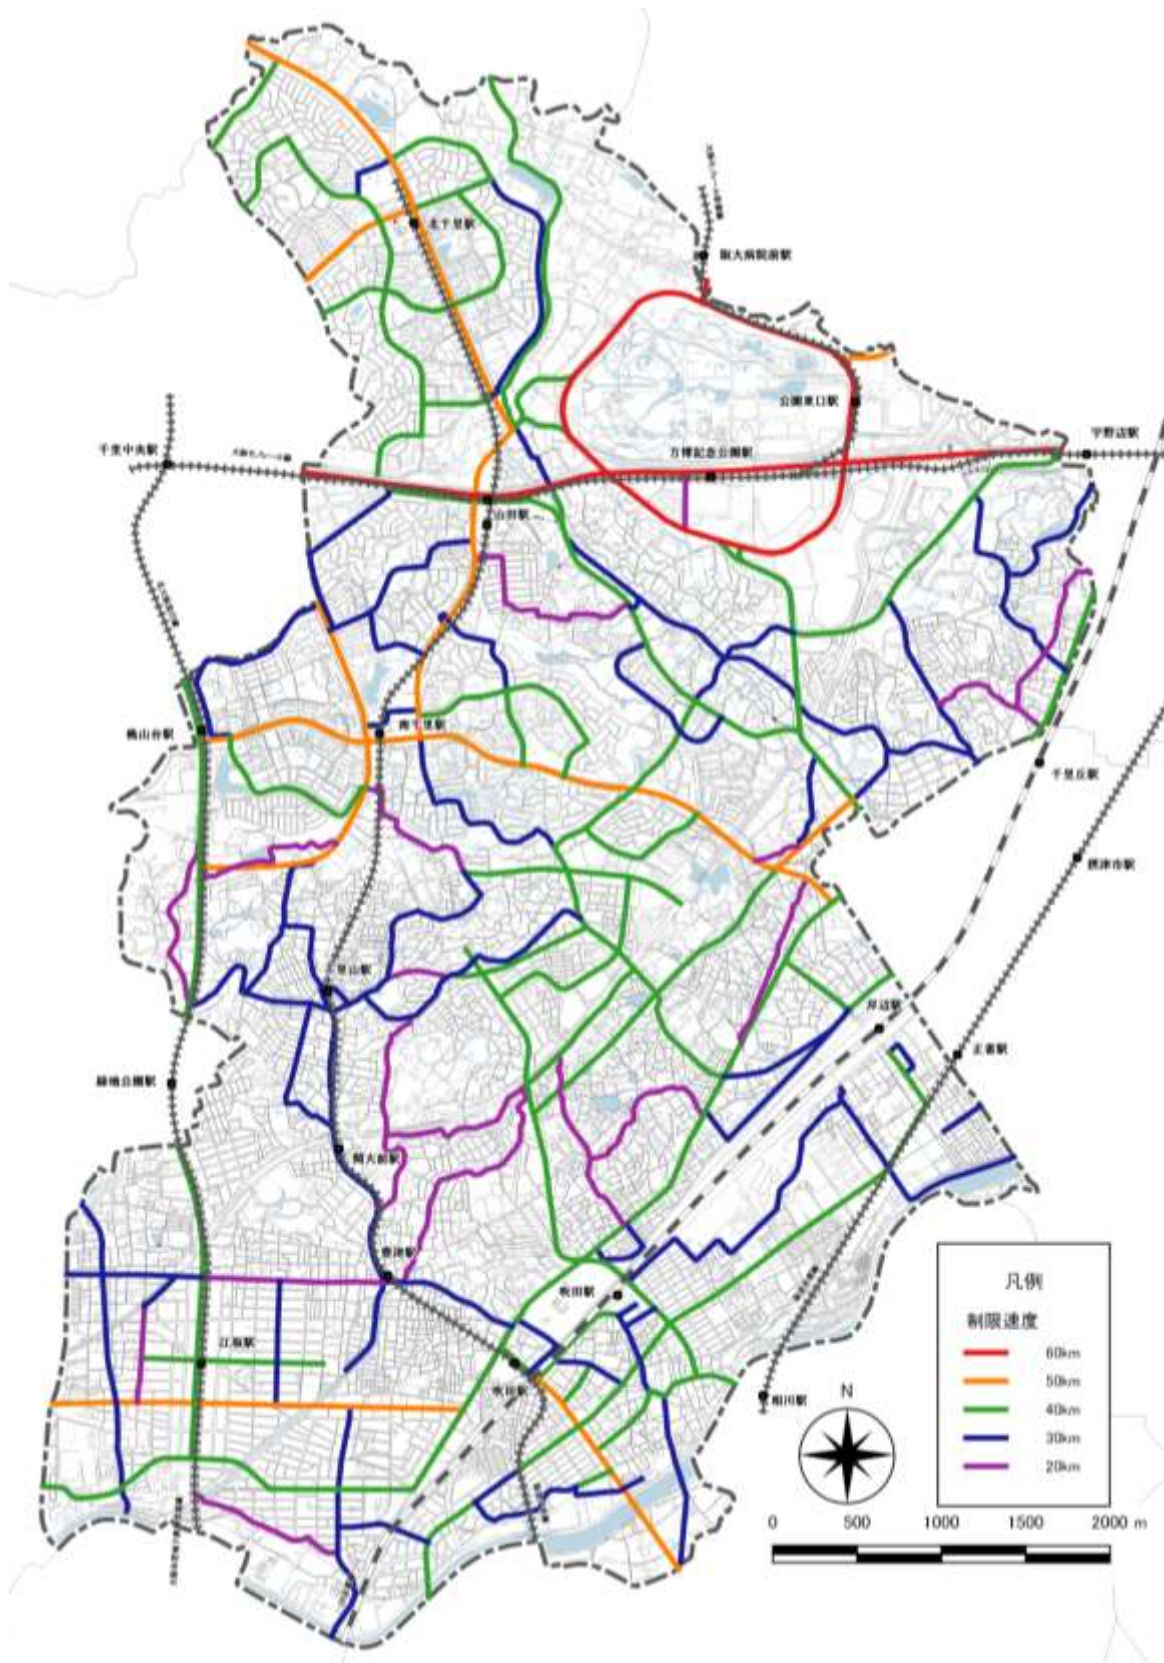 北千里駅
阪大病院前駅
公園東口駅
千里中央駅
万博記念公園駅
宇野辺駅
山田駅
桃山台駅
南千里駅
千里丘駅
摂津市駅
岸辺駅
正雀駅
緑地公園駅
関大前駅
豊津駅
吹田駅
江坂駅
吹田駅
相川駅
凡例
制限速度
60km
50km
40km
30km
20km
N
0 500 1000 1500 2000 m